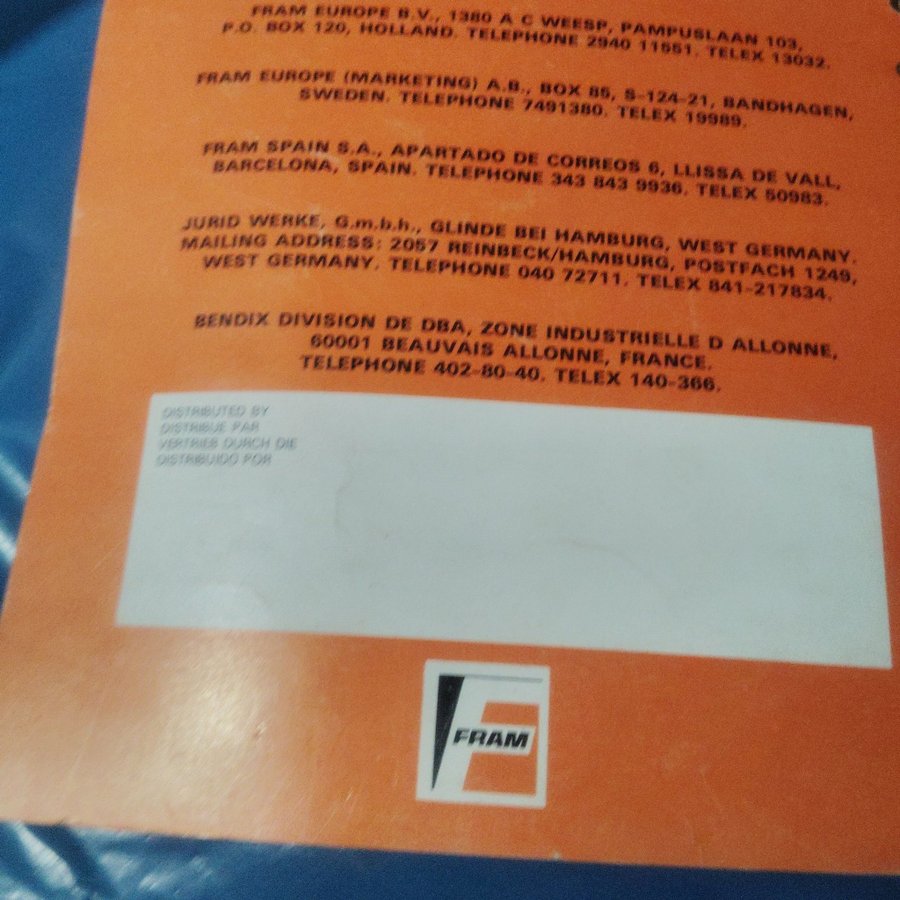 FRAM EUROPE B.V., 1380 A C WEESP, PAMPUSLAAN 103,
P.O. BOX 120, HOLLAND. TELEPHONE 2940 11551. TELEX 13032.
FRAM EUROPE (MARKETING) A.B., BOX 85, S-124-21, BANDHAGEN,
SWEDEN. TELEPHONE 7491380. TELEX 19989.
FRAM SPAIN S.A., APARTADO DE CORREOS 6, LLISSA DE VALL,
BARCELONA, SPAIN. TELEPHONE 343 843 9936. TELEX 50983.
JURID WERKE, G.m.b.h., GLINDE BEI HAMBURG, WEST GERMANY.
MAILING ADDRESS: 2057 REINBECK/HAMBURG, POSTFACH 1249,
WEST GERMANY. TELEPHONE 040 72711. TELEX 841-217834.
BENDIX DIVISION DE DBA, ZONE INDUSTRIELLE D ALLONNE,
60001 BEAUVAIS ALLONNE, FRANCE.
TELEPHONE 402-80-40. TELEX 140-366.
DISTRIBUTED BY
DISTRIBUE PAR
VERTRIEB DURCH DIE
DISTRIBUIDO POR
FRAM